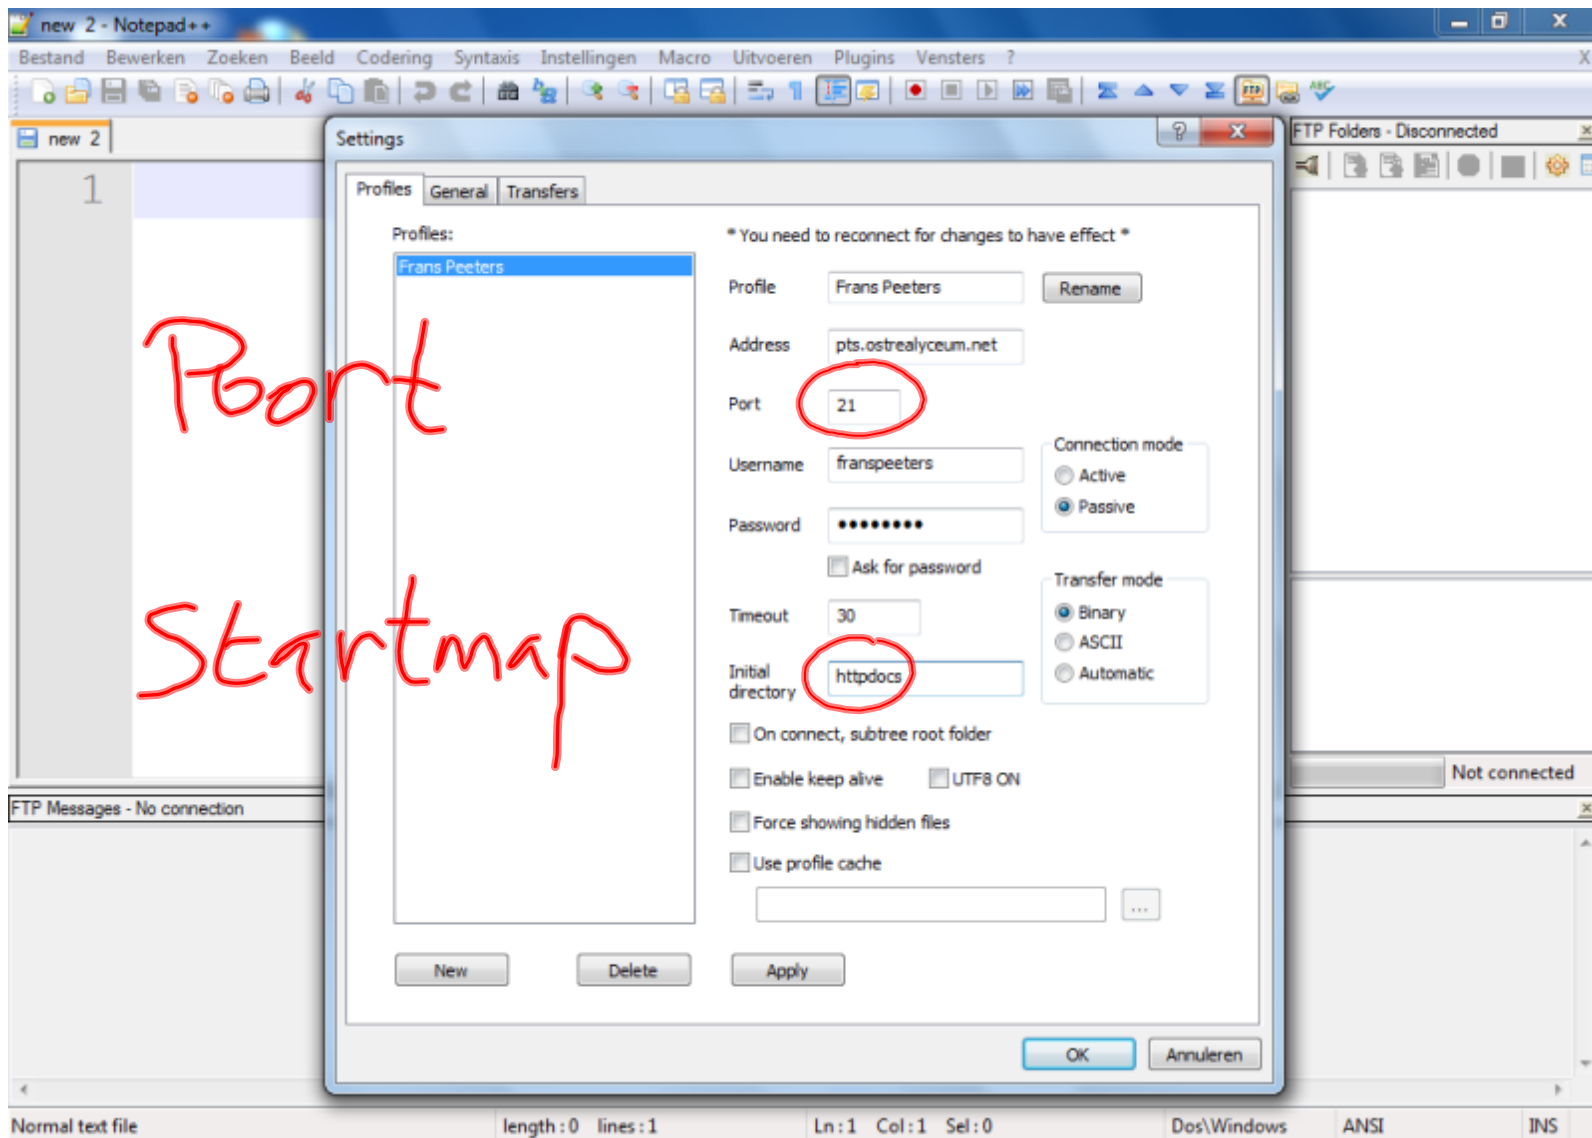 new 2 - Notepad++
Bestand Bewerken Zoeken Beeld Codering Syntaxis Instellingen Macro Uitvoeren Plugins Vensters ? X
FTP
ABC
new 2
Settings
FTP Folders - Disconnected
1
Profiles General Transfers
Profiles:
* You need to reconnect for changes to have effect *
Frans Peeters
Profile Frans Peeters Rename
Address pts.ostrealyceum.net
Poort
Port 21
Username franspeeters
Connection mode
Active
Passive
Password ••••••••
Ask for password
Transfer mode
Binary
ASCII
Automatic
Timeout 30
Startmap
Initial directory httpdocs
On connect, subtree root folder
Enable keep alive UTF8 ON
Force showing hidden files
Use profile cache
...
Not connected
FTP Messages - No connection
New Delete Apply
OK Annuleren
Normal text file length : 0 lines : 1 Ln : 1 Col : 1 Sel : 0 Dos\Windows ANSI INS